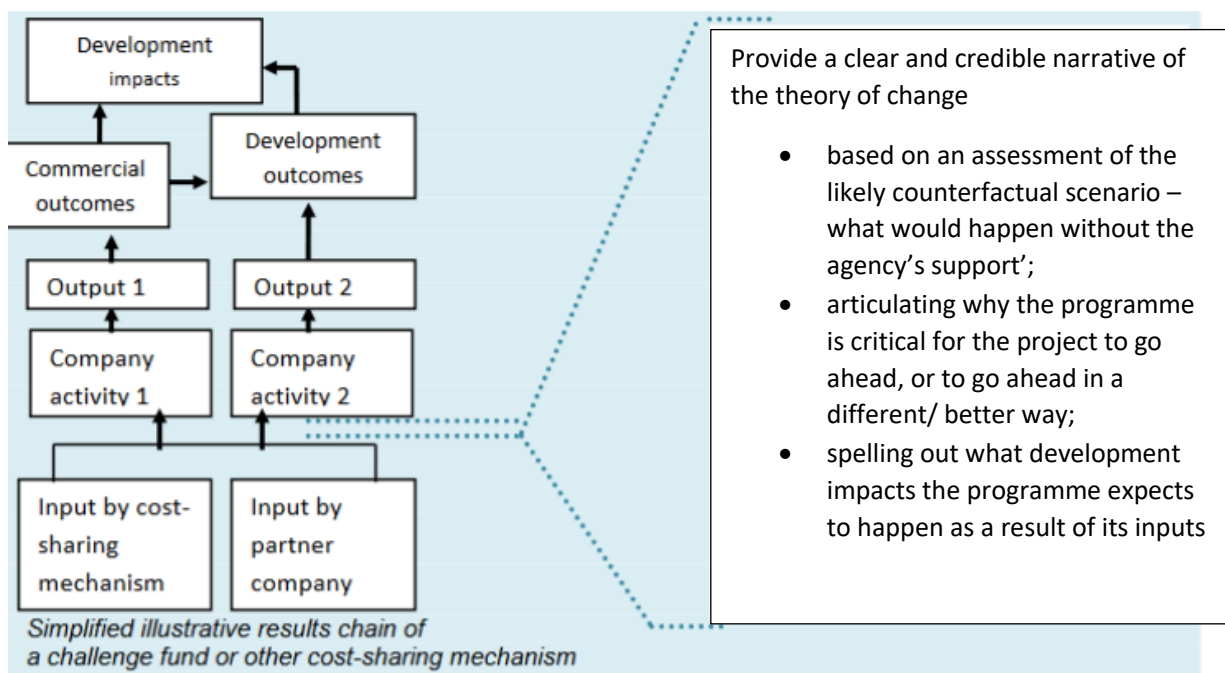 Development
impacts
Development
outcomes
Commercial
outcomes
Output 1
Output 2
Company
activity 1
Company
activity 2
Input by cost-
sharing
mechanism
Input by
partner
company
Simplified illustrative results chain of
a challenge fund or other cost-sharing mechanism
Provide a clear and credible narrative of
the theory of change
• based on an assessment of the
likely counterfactual scenario –
what would happen without the
agency’s support’;
• articulating why the programme
is critical for the project to go
ahead, or to go ahead in a
different/ better way;
• spelling out what development
impacts the programme expects
to happen as a result of its inputs